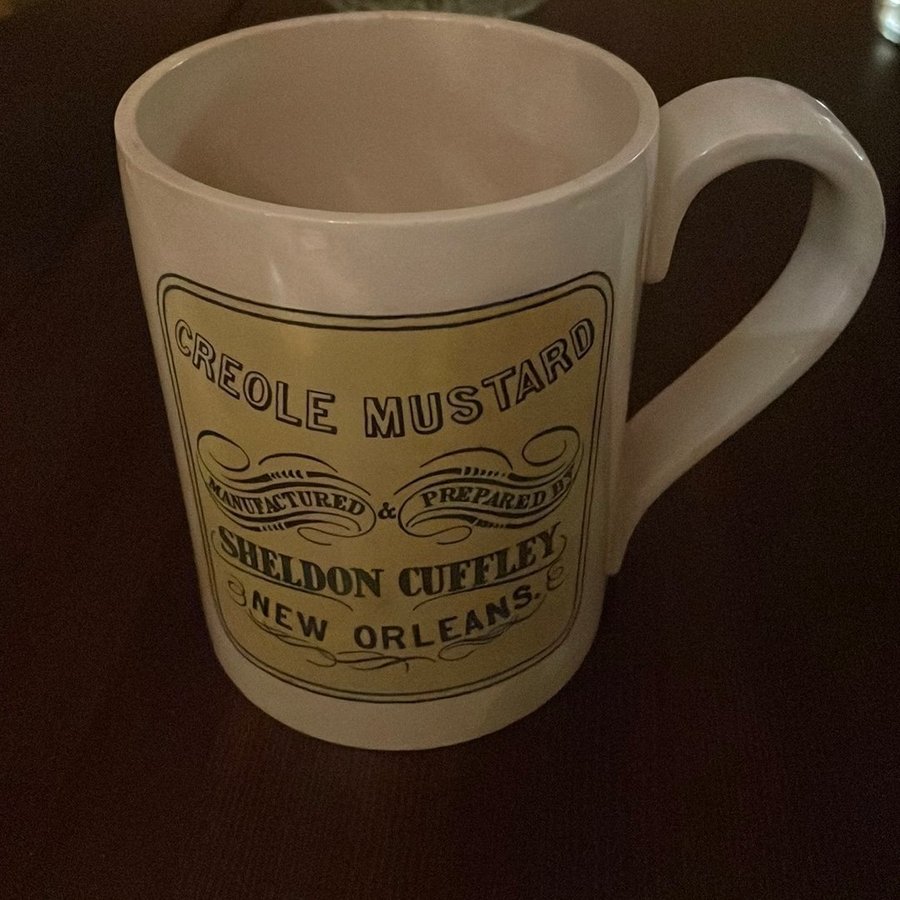 CREOLE MUSTARD
MANUFACTURED & PREPARED BY
SHELDON CUFFLEY
NEW ORLEANS.